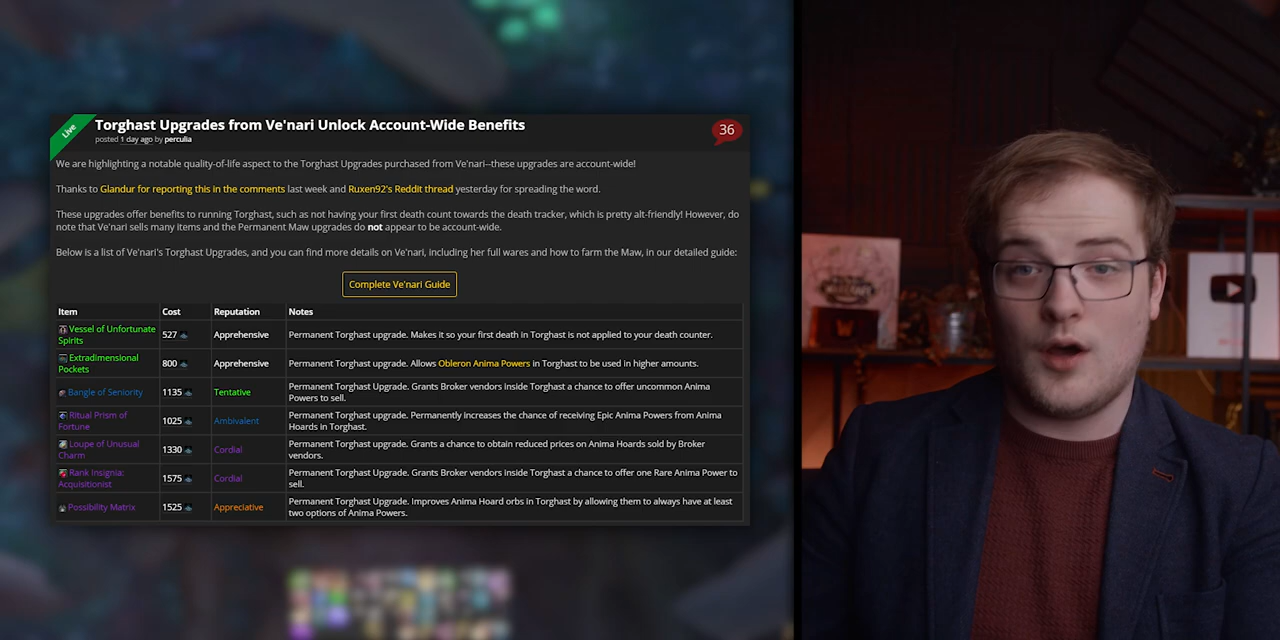 Live
Torghast Upgrades from Ve'nari Unlock Account-Wide Benefits
36
posted 1 day ago by perculia
We are highlighting a notable quality-of-life aspect to the Torghast Upgrades purchased from Ve'nari--these upgrades are account-wide!
Thanks to Glandur for reporting this in the comments last week and Ruxen92's Reddit thread yesterday for spreading the word.
These upgrades offer benefits to running Torghast, such as not having your first death count towards the death tracker, which is pretty alt-friendly! However, do
note that Ve'nari sells many items and the Permanent Maw upgrades do not appear to be account-wide.
Below is a list of Ve'nari's Torghast Upgrades, and you can find more details on Ve'nari, including her full wares and how to farm the Maw, in our detailed guide:
Complete Ve'nari Guide
Item Cost Reputation Notes
Vessel of Unfortunate
Spirits
527 Apprehensive Permanent Torghast upgrade. Makes it so your first death in Torghast is not applied to your death counter.
Extradimensional
Pockets
800 Apprehensive Permanent Torghast upgrade. Allows Obleron Anima Powers in Torghast to be used in higher amounts.
Bangle of Seniority 1135 Tentative Permanent Torghast Upgrade. Grants Broker vendors inside Torghast a chance to offer uncommon Anima
Powers to sell.
Ritual Prism of
Fortune
1025 Ambivalent Permanent Torghast upgrade. Permanently increases the chance of receiving Epic Anima Powers from Anima
Hoards in Torghast.
Loupe of Unusual
Charm
1330 Cordial Permanent Torghast upgrade. Grants a chance to obtain reduced prices on Anima Hoards sold by Broker
vendors.
Rank Insignia:
Acquisitionist
1575 Cordial Permanent Torghast Upgrade. Grants Broker vendors inside Torghast a chance to offer one Rare Anima Power to
sell.
Possibility Matrix 1525 Appreciative Permanent Torghast Upgrade. Improves Anima Hoard orbs in Torghast by allowing them to always have at least
two options of Anima Powers.